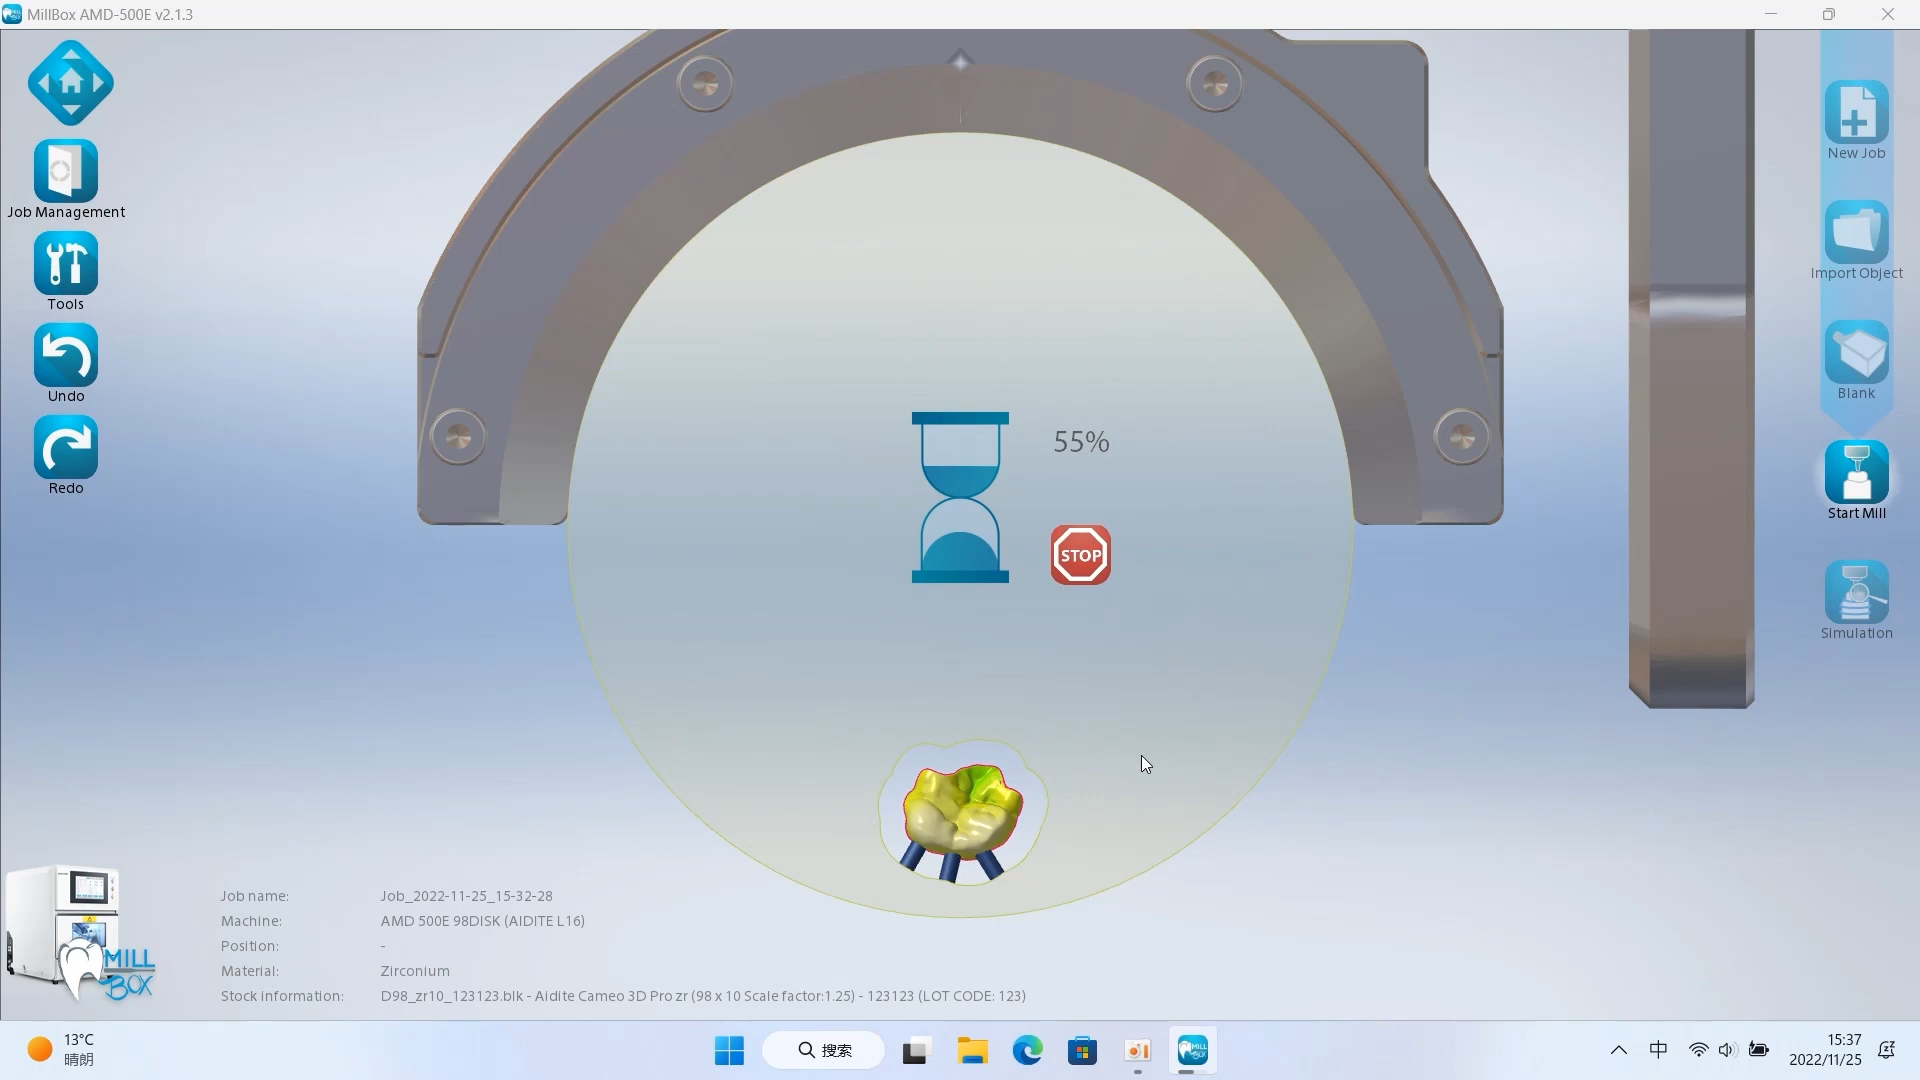 MillBox AMD-500E v2.1.3
Job Management
Tools
Undo
Redo
New Job
Import Object
Blank
Start Mill
Simulation
55%
STOP
MILL
BOX
Job name: Job_2022-11-25_15-32-28
Machine: AMD 500E 98DISK (AIDITE L16)
Position: -
Material: Zirconium
Stock information: D98_zr10_123123.blk - Aidite Cameo 3D Pro zr (98 x 10 Scale factor:1.25) - 123123 (LOT CODE: 123)
13°C
晴朗
搜索
中
15:37
2022/11/25